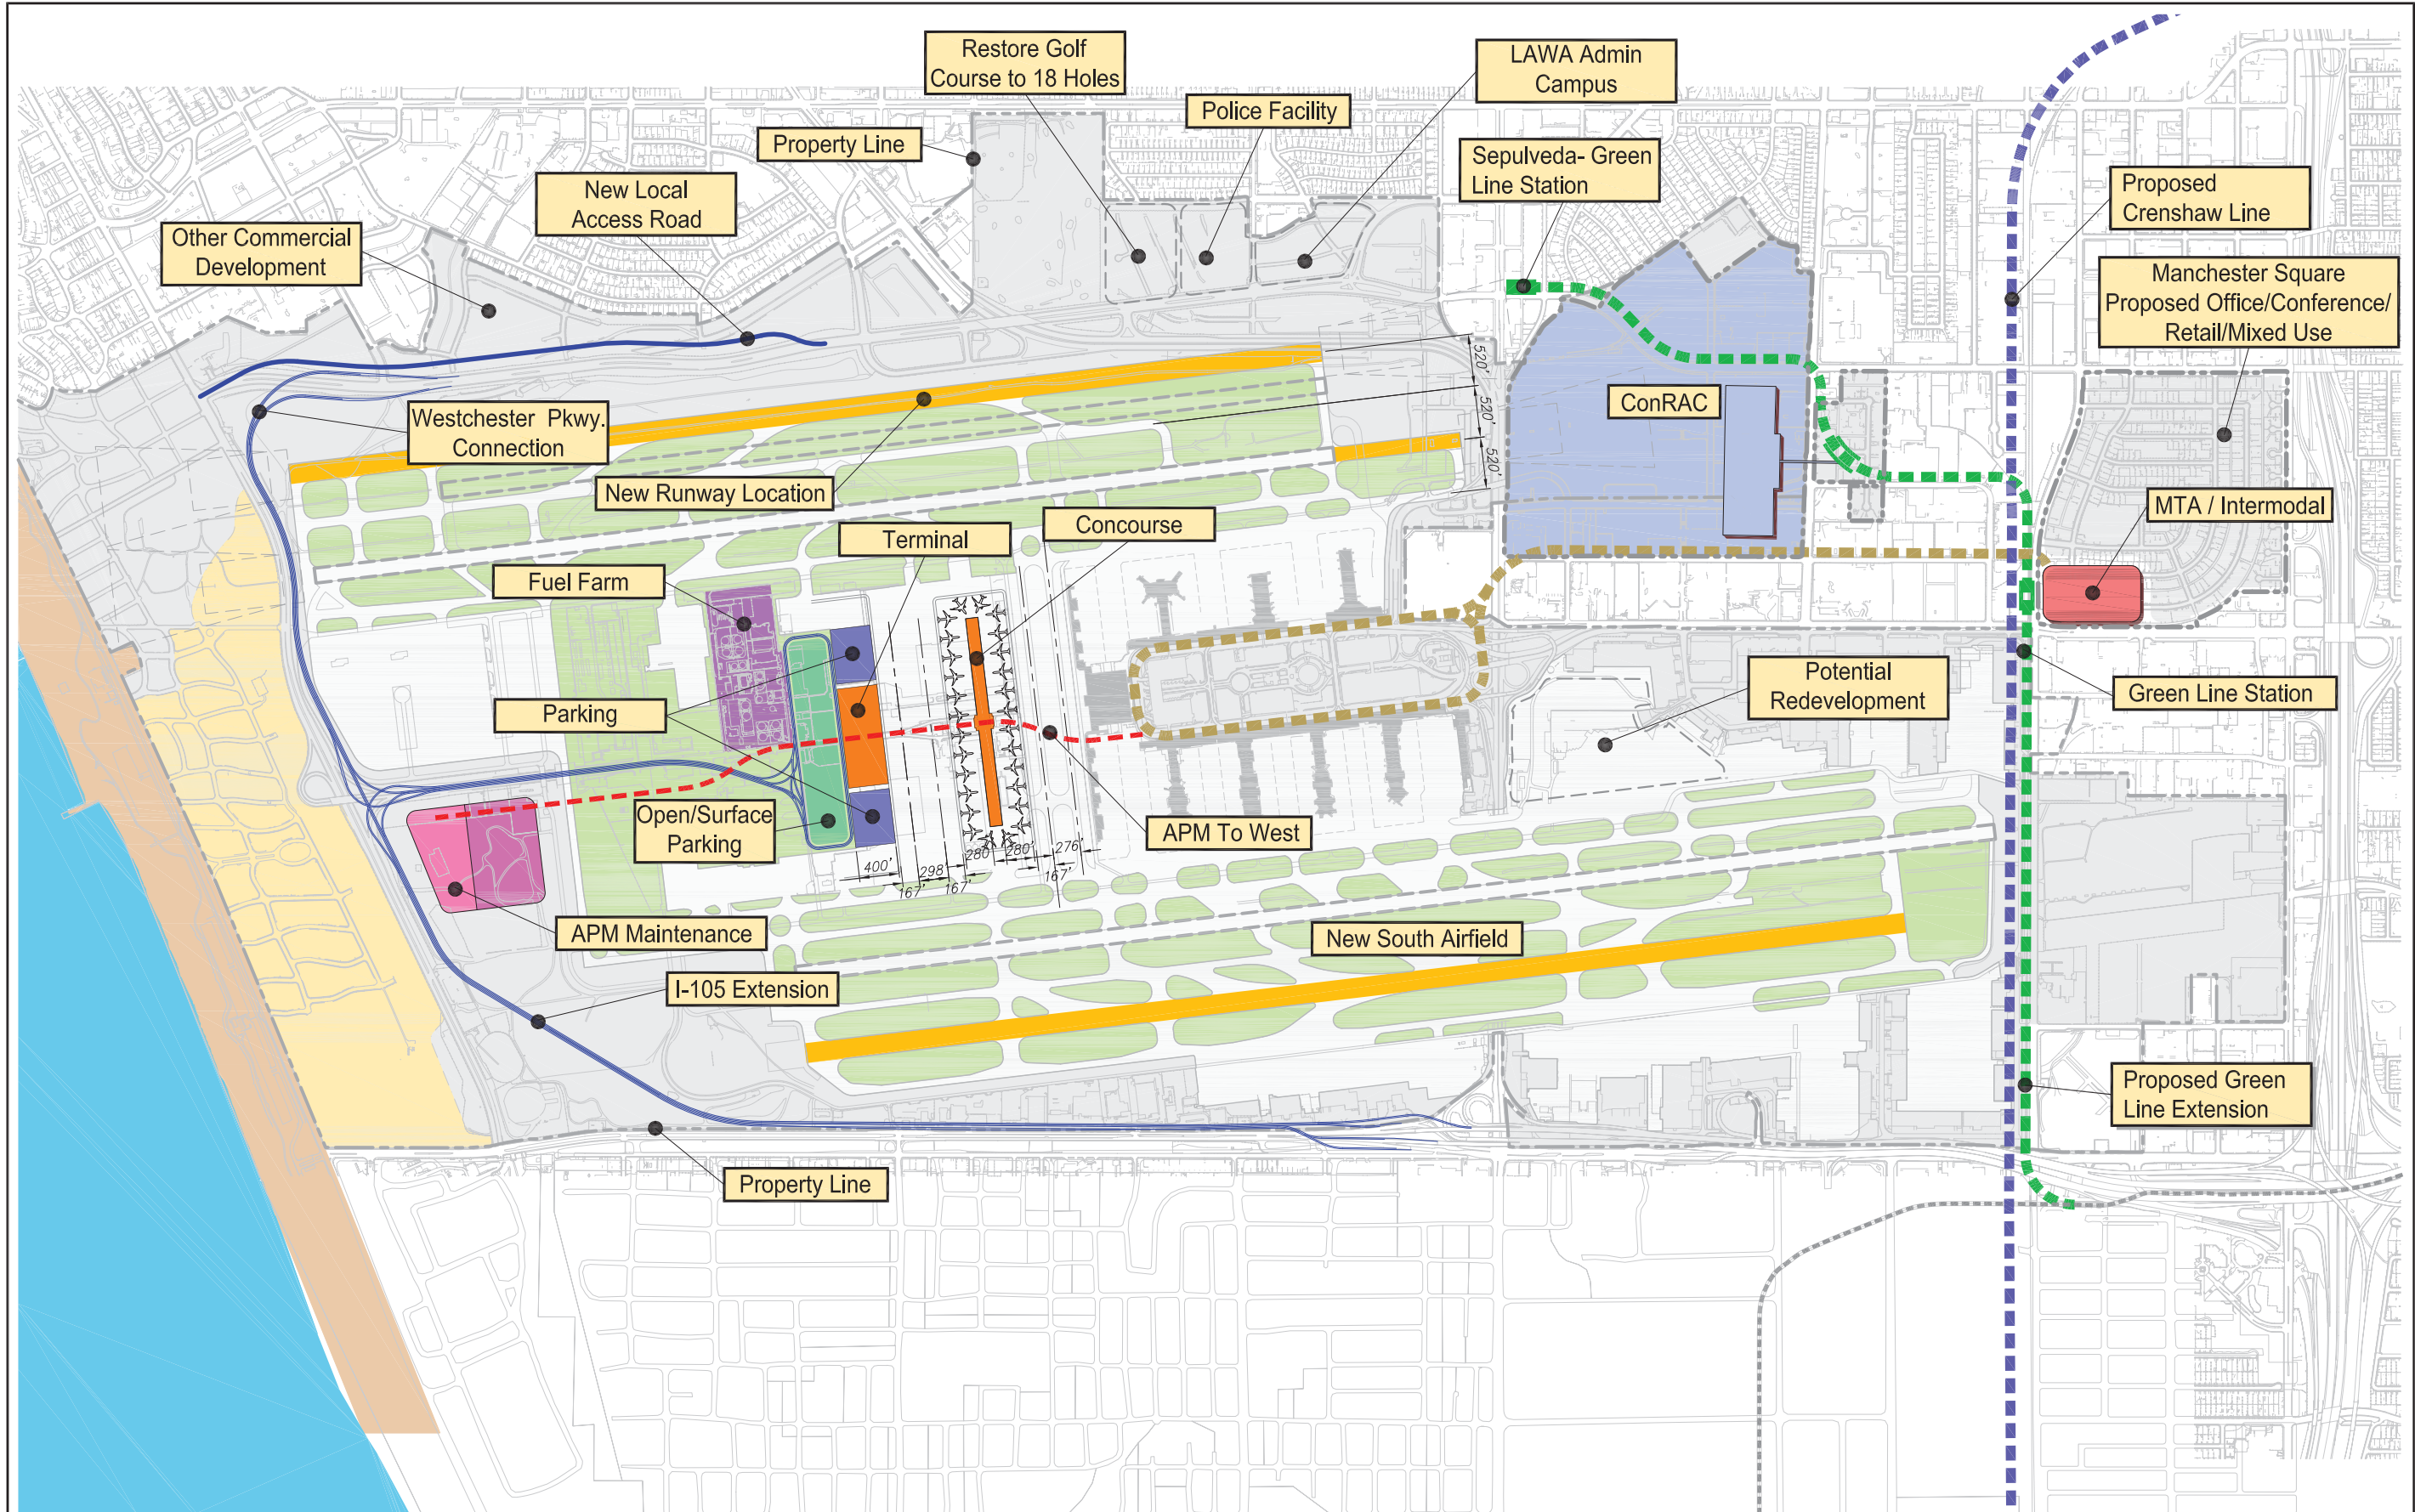 Restore Golf
Course to 18 Holes
LAWA Admin
Campus
Police Facility
Property Line
Sepulveda- Green
Line Station
Proposed
Crenshaw Line
New Local
Access Road
Other Commercial
Development
Manchester Square
Proposed Office/Conference/
Retail/Mixed Use
520'
520'
520'
Westchester Pkwy.
Connection
ConRAC
New Runway Location
MTA / Intermodal
Terminal
Concourse
Fuel Farm
Potential
Redevelopment
Green Line Station
Parking
Open/Surface
Parking
APM To West
400'
167'
298'
167'
280'
280'
167'
276'
APM Maintenance
New South Airfield
I-105 Extension
Proposed Green
Line Extension
Property Line